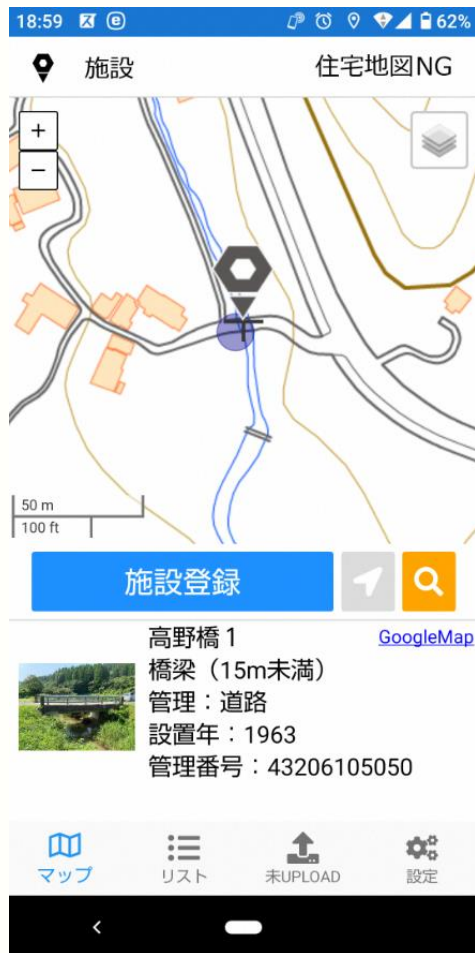 18:59 62%
施設 住宅地図NG
+
−
50 m
100 ft
施設登録
高野橋1 GoogleMap
橋梁（15m未満）
管理：道路
設置年：1963
管理番号：43206105050
マップ リスト 未UPLOAD 設定